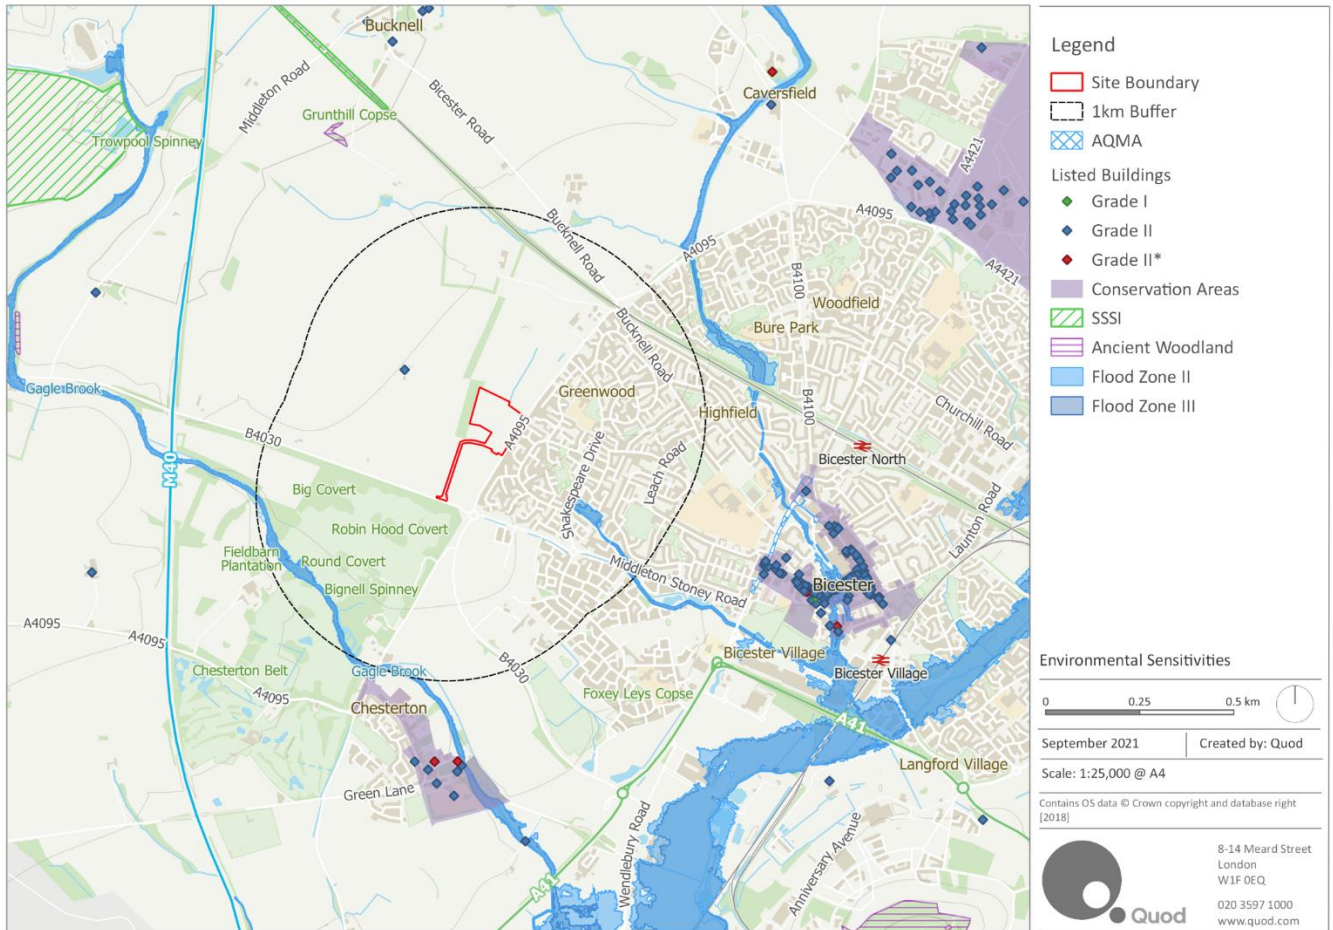 Bucknell
Middleton Road
Bicester Road
Grunthill Copse
Caversfield
Trowpool Spinney
A4421
A4095
Bucknell Road
A4095
A4421
B4100
Woodfield
Bure Park
Bucknell Road
Gagle Brook
Greenwood
Highfield
B4100
Churchill Road
B4030
A4095
M40
Shakespeare Drive
Leach Road
Bicester North
Big Covert
Robin Hood Covert
Launton Road
Fieldbarn
Plantation
Round Covert
Bignell Spinney
Middleton Stoney Road
Bicester
A4095
Chesterton Belt
Gagle Brook
B4030
Bicester Village
Bicester Village
A4095
Chesterton
Foxey Leys Copse
A41
Langford Village
Green Lane
Wendlebury Road
Anniversary Avenue
A41
Legend
Site Boundary
1km Buffer
AQMA
Listed Buildings
Grade I
Grade II
Grade II*
Conservation Areas
SSSI
Ancient Woodland
Flood Zone II
Flood Zone III
Environmental Sensitivities
0 0.25 0.5 km
September 2021
Created by: Quod
Scale: 1:25,000 @ A4
Contains OS data © Crown copyright and database right
[2018]
Quod
8-14 Meard Street
London
W1F 0EQ
020 3597 1000
www.quod.com